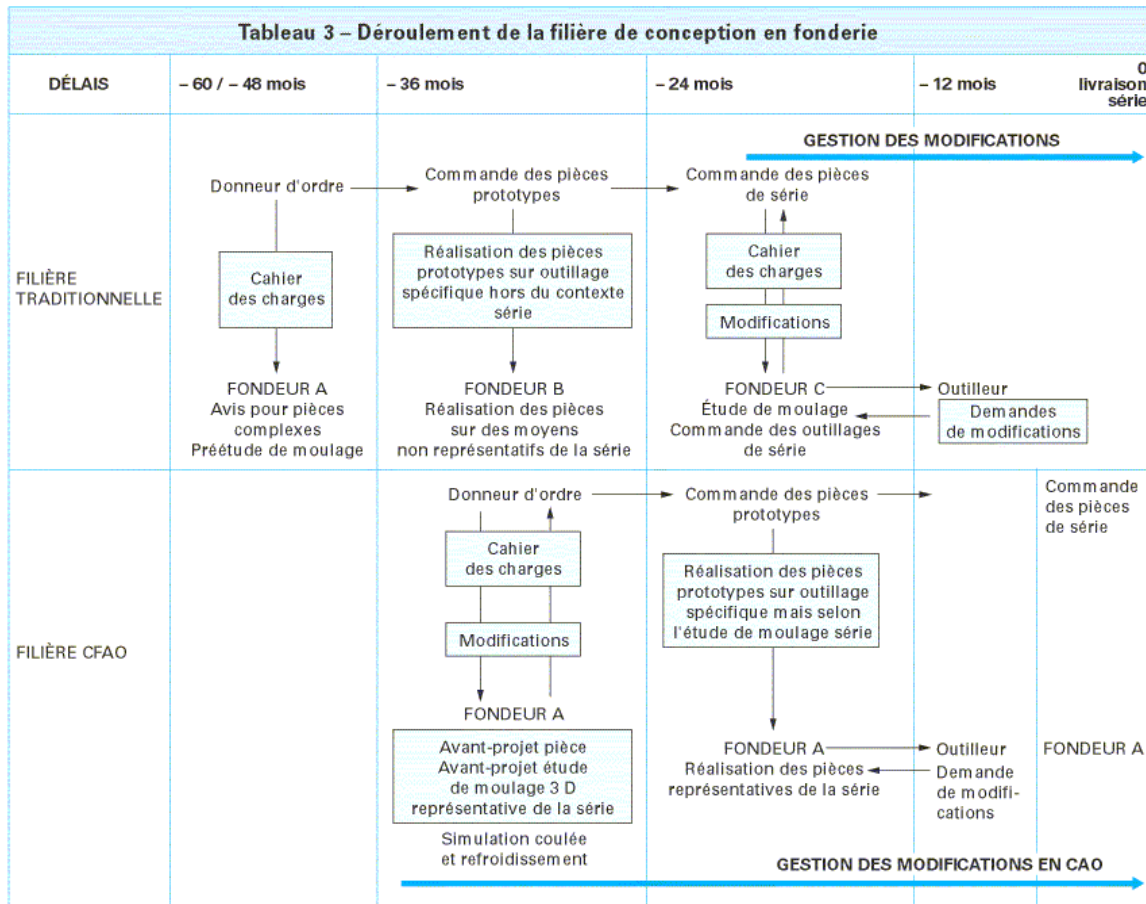 Tableau 3 – Déroulement de la filière de conception en fonderie
DÉLAIS
– 60 / – 48 mois
– 36 mois
– 24 mois
– 12 mois
0
livraison
série
GESTION DES MODIFICATIONS
FILIÈRE
TRADITIONNELLE
Donneur d'ordre
Cahier
des charges
FONDEUR A
Avis pour pièces
complexes
Préétude de moulage
Commande des pièces
prototypes
Réalisation des pièces
prototypes sur outillage
spécifique hors du contexte
série
FONDEUR B
Réalisation des pièces
sur des moyens
non représentatifs de la série
Commande des pièces
de série
Cahier
des charges
Modifications
FONDEUR C
Étude de moulage
Commande des outillages
de série
Outilleur
Demandes
de modifications
FILIÈRE CFAO
Donneur d'ordre
Cahier
des charges
Modifications
FONDEUR A
Avant-projet pièce
Avant-projet étude
de moulage 3 D
représentative de la série
Simulation coulée
et refroidissement
Commande des pièces
prototypes
Réalisation des pièces
prototypes sur outillage
spécifique mais selon
l'étude de moulage série
FONDEUR A
Réalisation des pièces
représentatives de la série
Outilleur
Demande
de modifi-
cations
Commande
des pièces
de série
FONDEUR A
GESTION DES MODIFICATIONS EN CAO